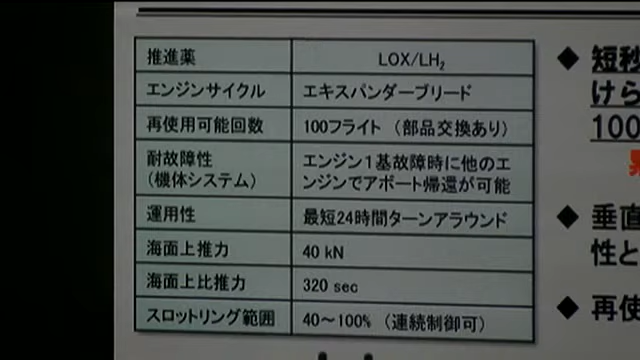 推進薬 LOX/LH2
エンジンサイクル エキスパンダーブリード
再使用可能回数 100フライト (部品交換あり)
耐故障性
(機体システム)
エンジン1基故障時に他のエ
ンジンでアボート帰還が可能
運用性 最短24時間ターンアラウンド
海面上推力 40 kN
海面上比推力 320 sec
スロットリング範囲 40~100% (連続制御可)
◆ 短秒
けら
100
◆ 垂直
性と
◆ 再使